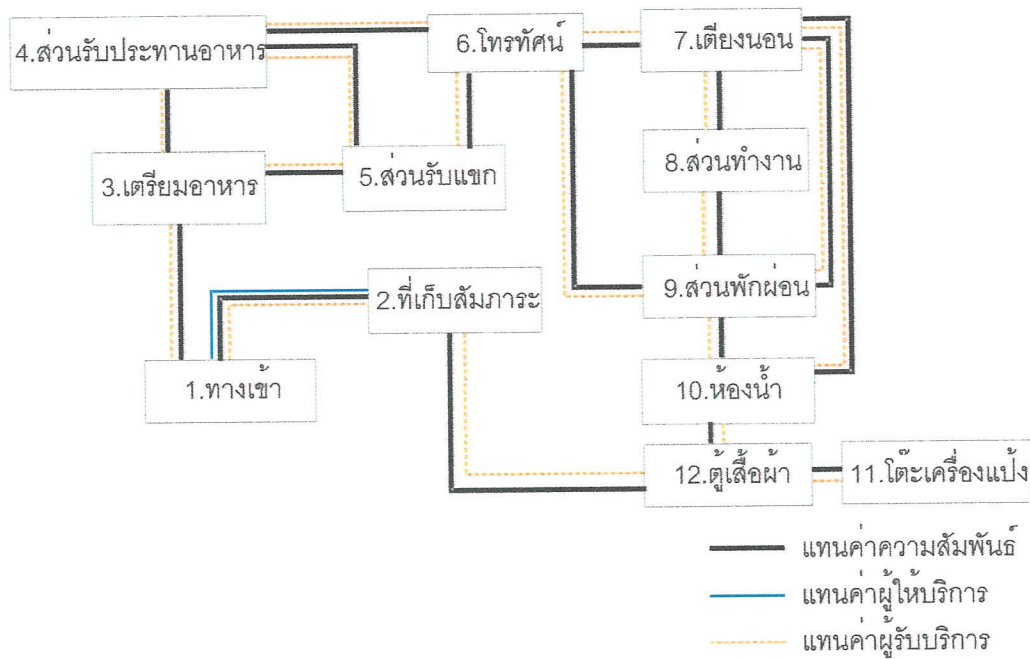 4.ส่วนรับประทานอาหาร
6.โทรทัศน์
7.เตียงนอน
3.เตรียมอาหาร
5.ส่วนรับแขก
8.ส่วนทำงาน
2.ที่เก็บสัมภาระ
9.ส่วนพักผ่อน
1.ทางเข้า
10.ห้องน้ำ
12.ตู้เสื้อผ้า
11.โต๊ะเครื่องแป้ง
แทนค่าความสัมพันธ์
แทนค่าผู้ให้บริการ
แทนค่าผู้รับบริการ